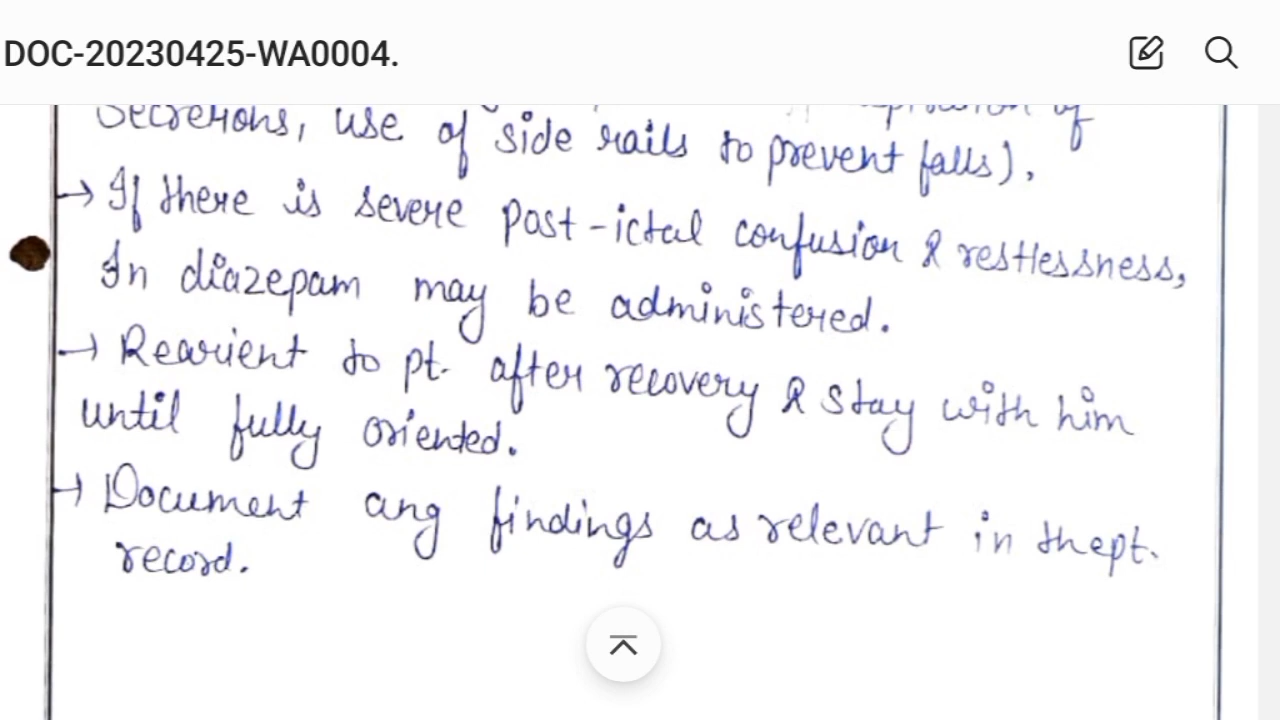 DOC-20230425-WA0004.
Secretions, use of side rails to prevent falls).
→ If there is severe post-ictal confusion & restlessness,
In diazepam may be administered.
→ Reorient to pt. after recovery & stay with him
until fully oriented.
→ Document any findings as relevant in the pt.
record.